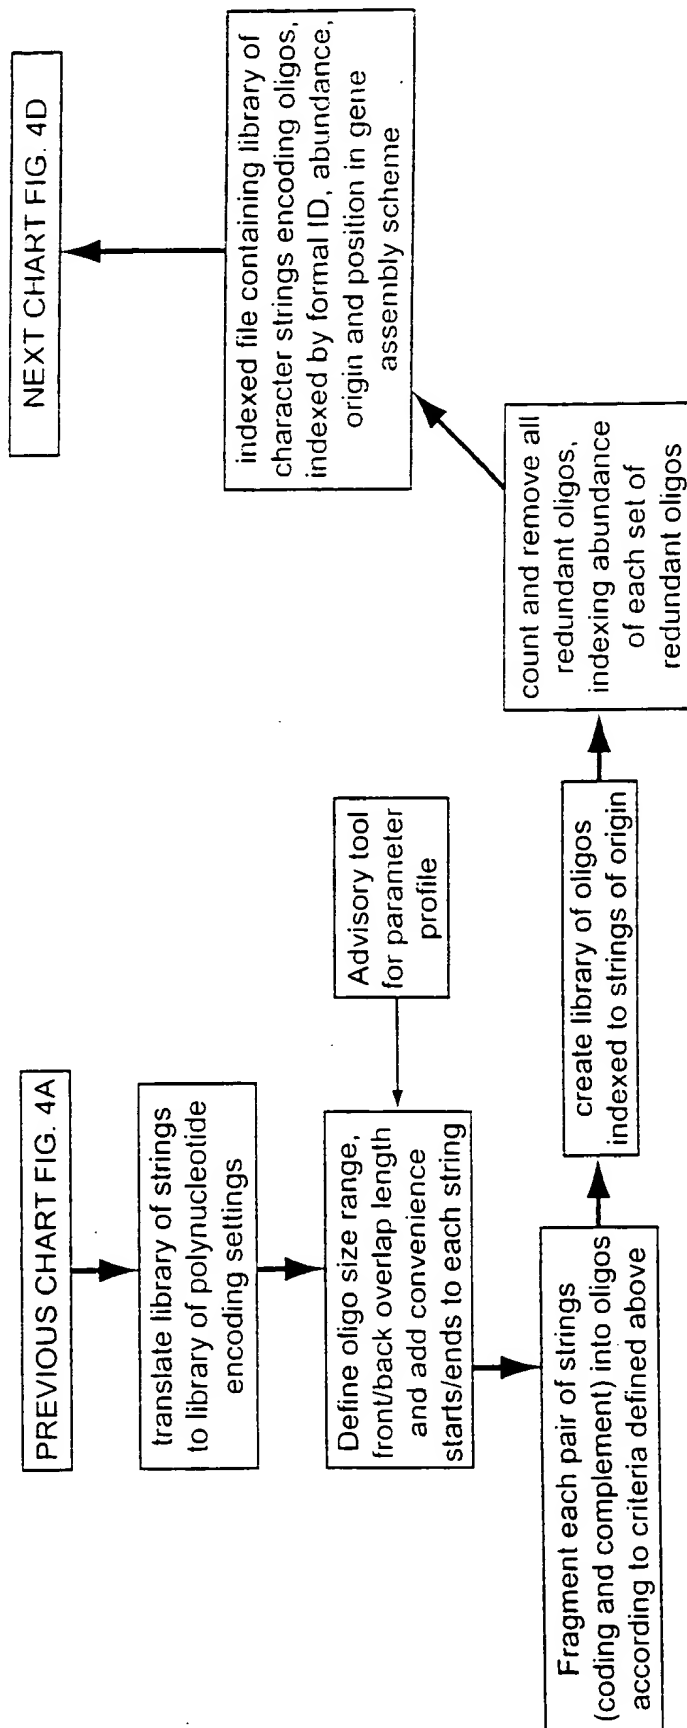 PREVIOUS CHART FIG. 4A
translate library of strings
to library of polynucleotide
encoding settings
Define oligo size range,
front/back overlap length
and add convenience
starts/ends to each string
Advisory tool
for parameter
profile
Fragment each pair of strings
(coding and complement) into oligos
according to criteria defined above
create library of oligos
indexed to strings of origin
count and remove all
redundant oligos,
indexing abundance
of each set of
redundant oligos
indexed file containing library of
character strings encoding oligos,
indexed by formal ID, abundance,
origin and position in gene
assembly scheme
NEXT CHART FIG. 4D